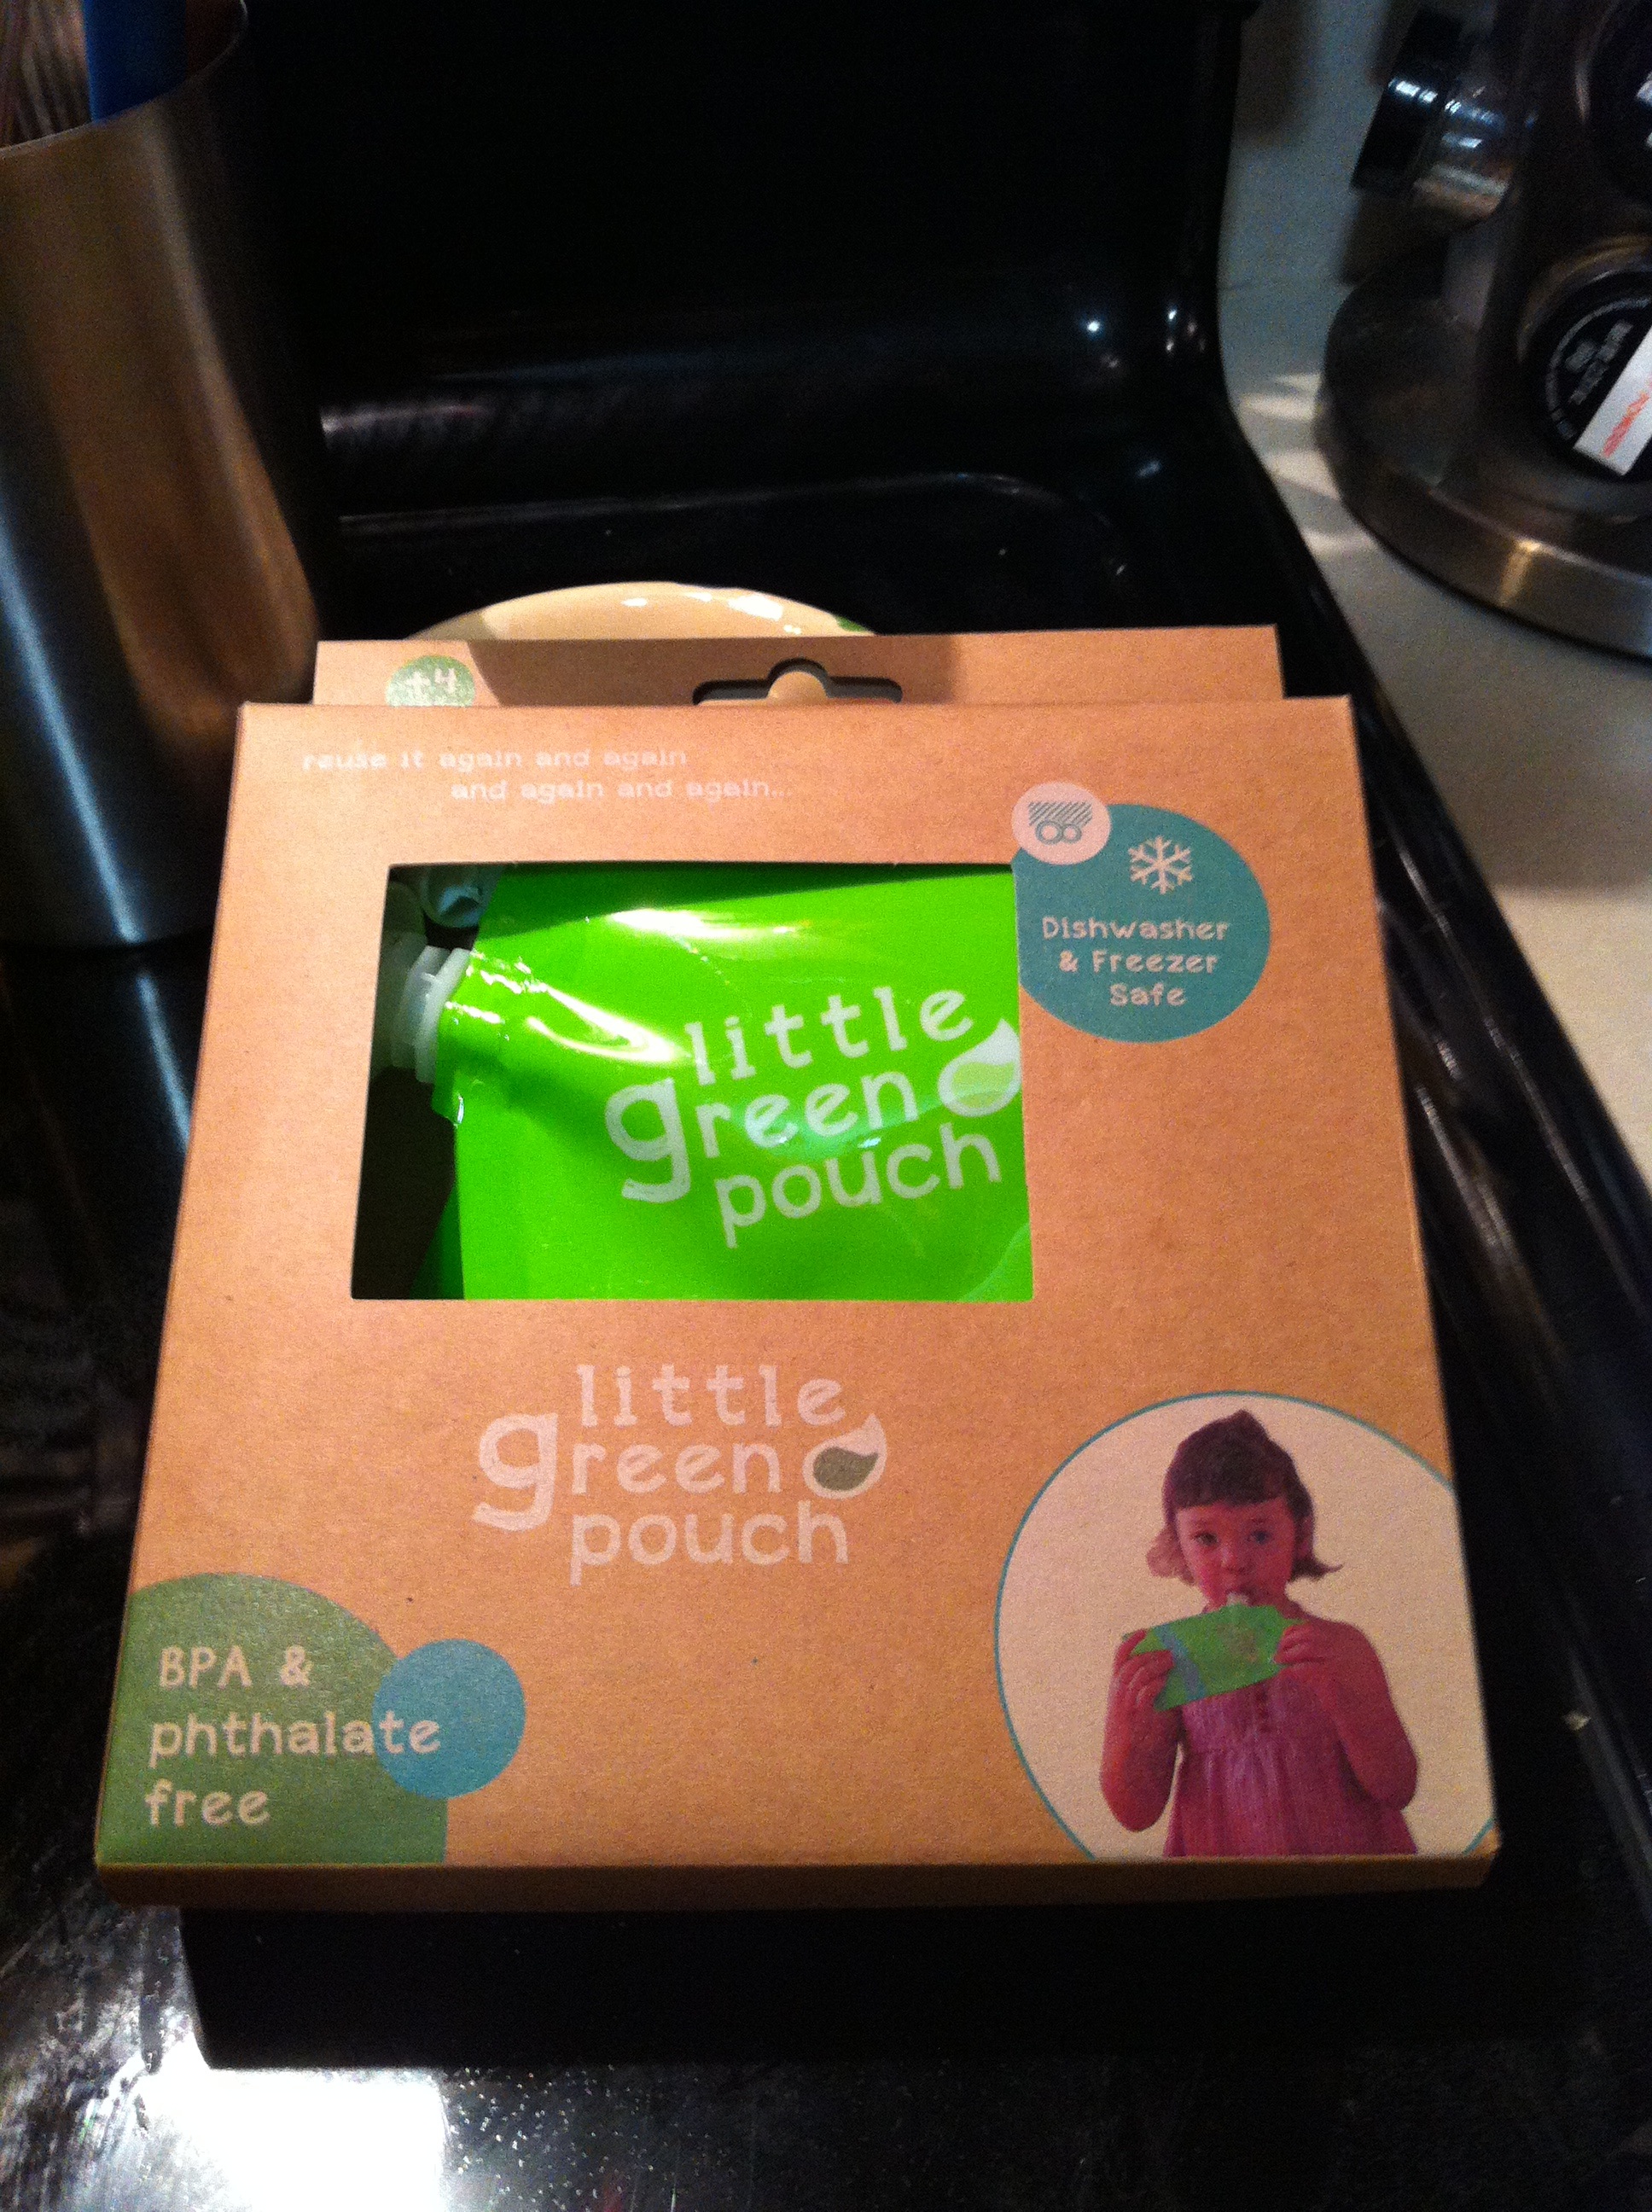 +4
reuse it again and again
and again and again...
Dishwasher
& Freezer
Safe
little
green
pouch
little
green
pouch
BPA &
phthalate
free